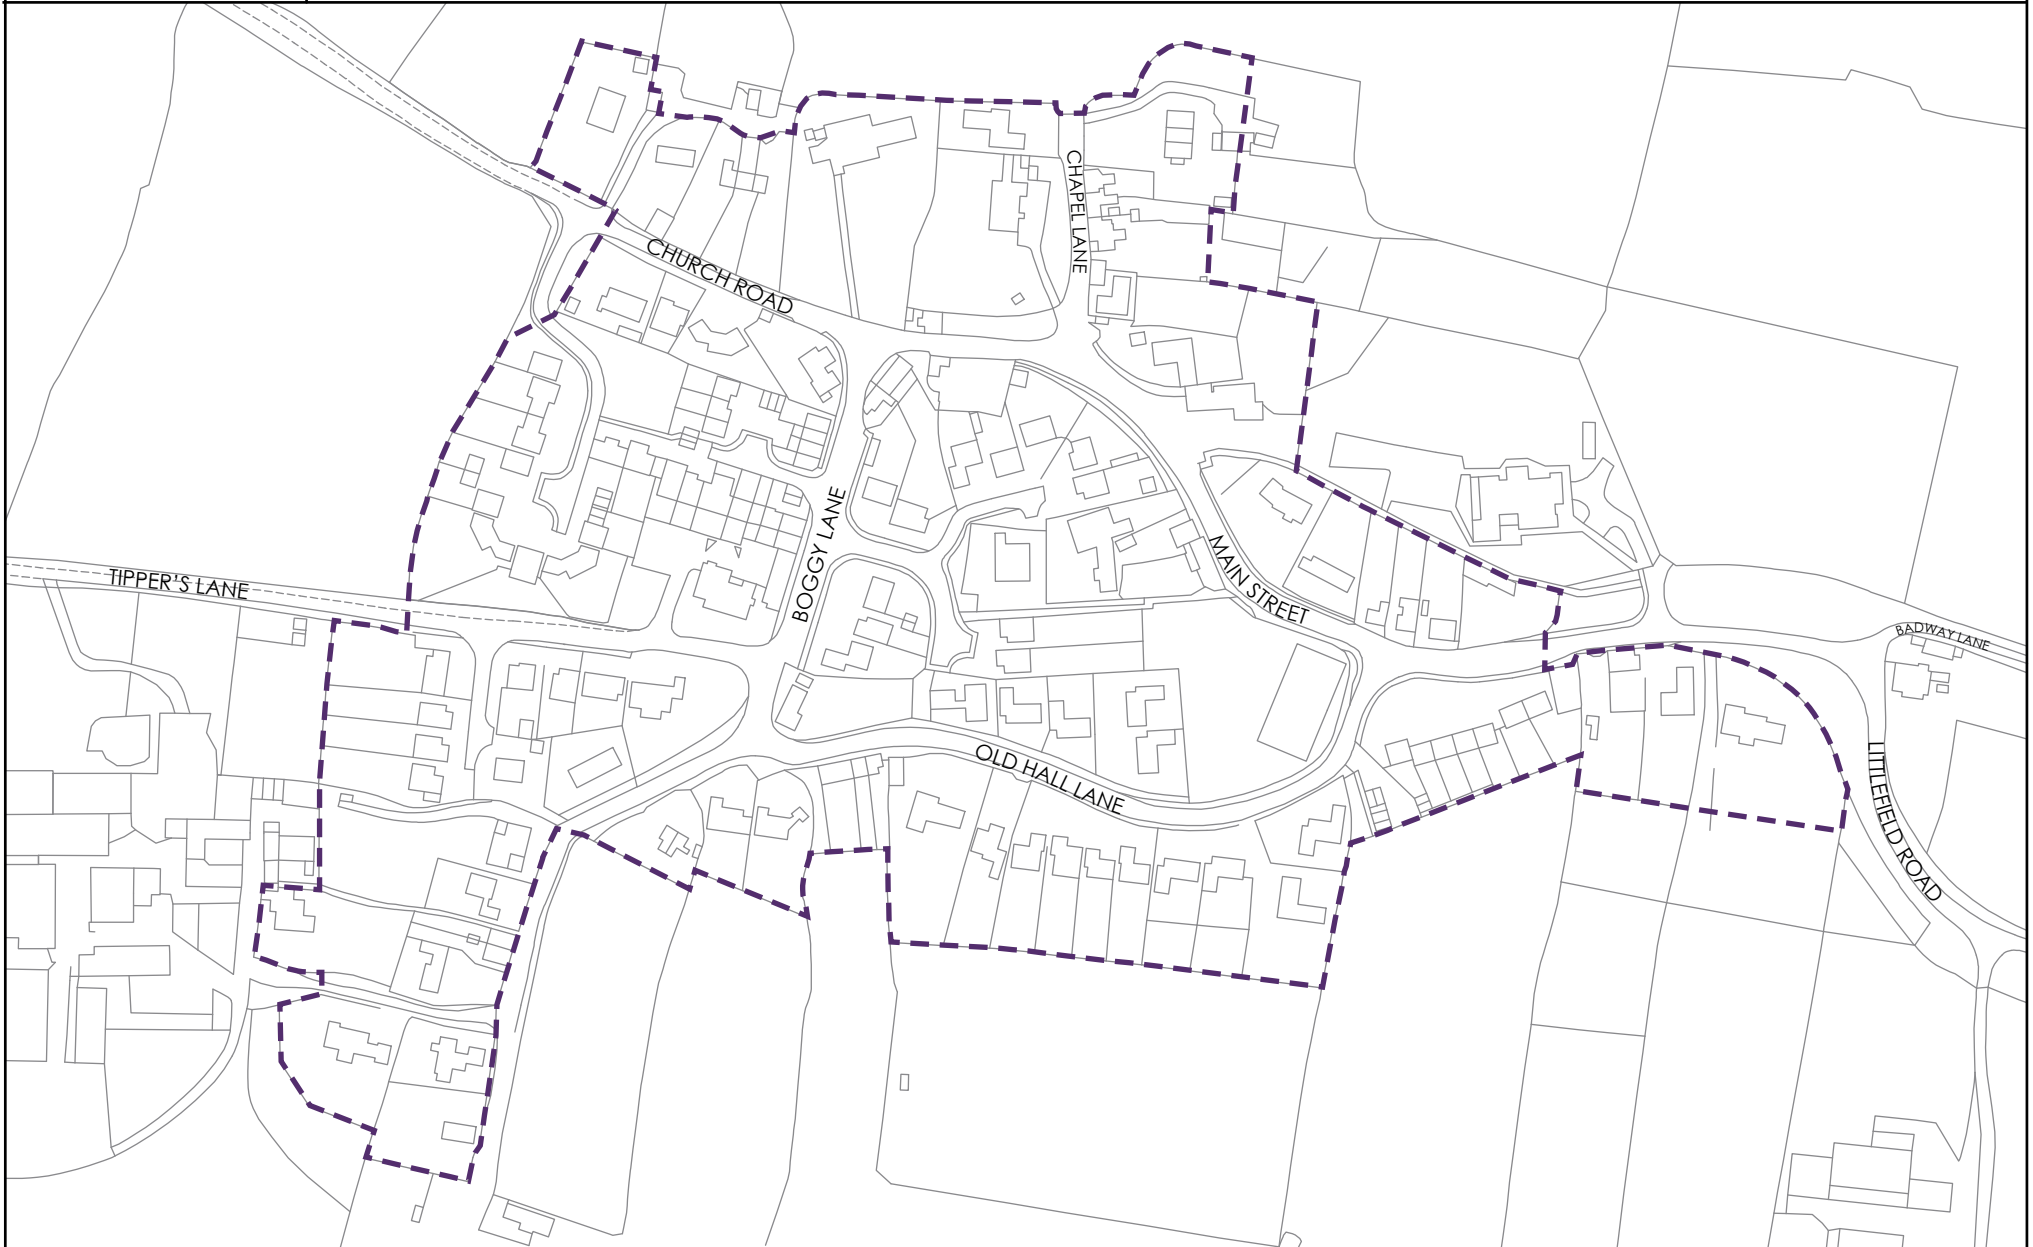 CHAPEL LANE
CHURCH ROAD
BOGGY LANE
TIPPER'S LANE
MAIN STREET
BADWAY LANE
OLD HALL LANE
LITTLEFIELD ROAD